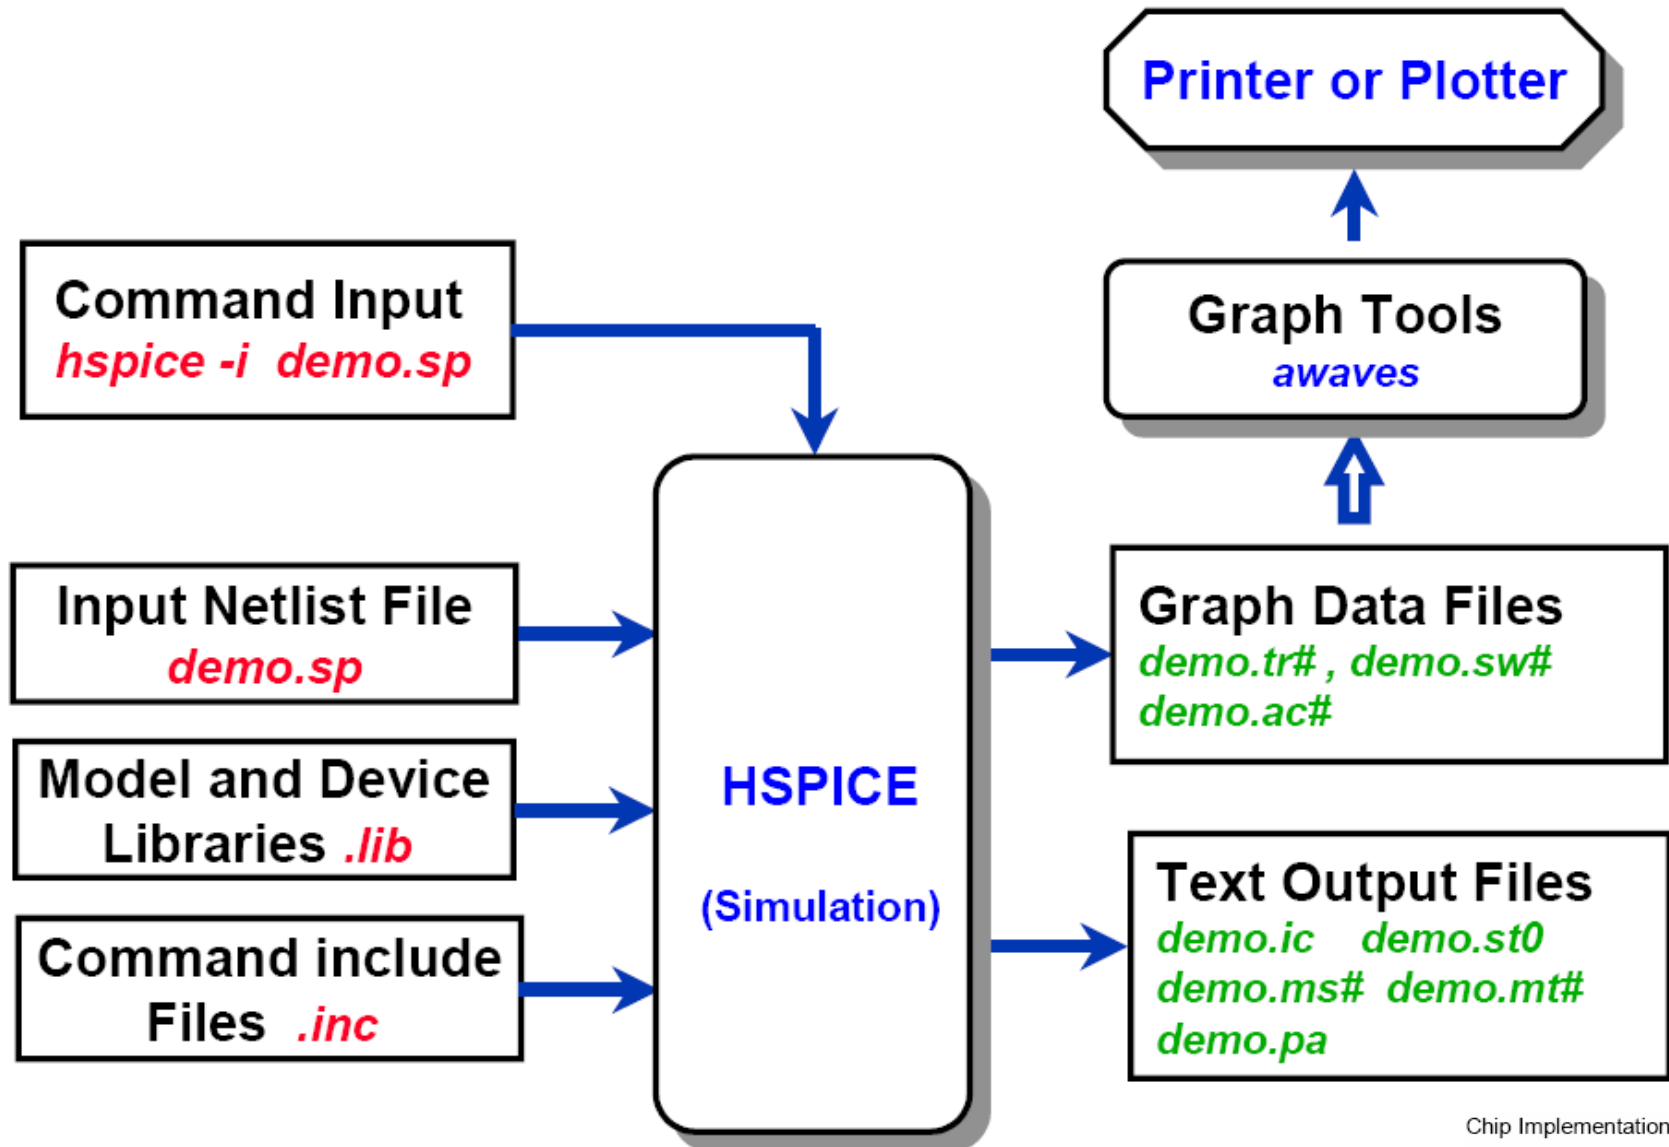 Printer or Plotter
Command Input
hspice -i demo.sp
Graph Tools
awaves
Input Netlist File
demo.sp
Model and Device
Libraries .lib
Command include
Files .inc
HSPICE
(Simulation)
Graph Data Files
demo.tr# , demo.sw#
demo.ac#
Text Output Files
demo.ic demo.st0
demo.ms# demo.mt#
demo.pa
Chip Implementation